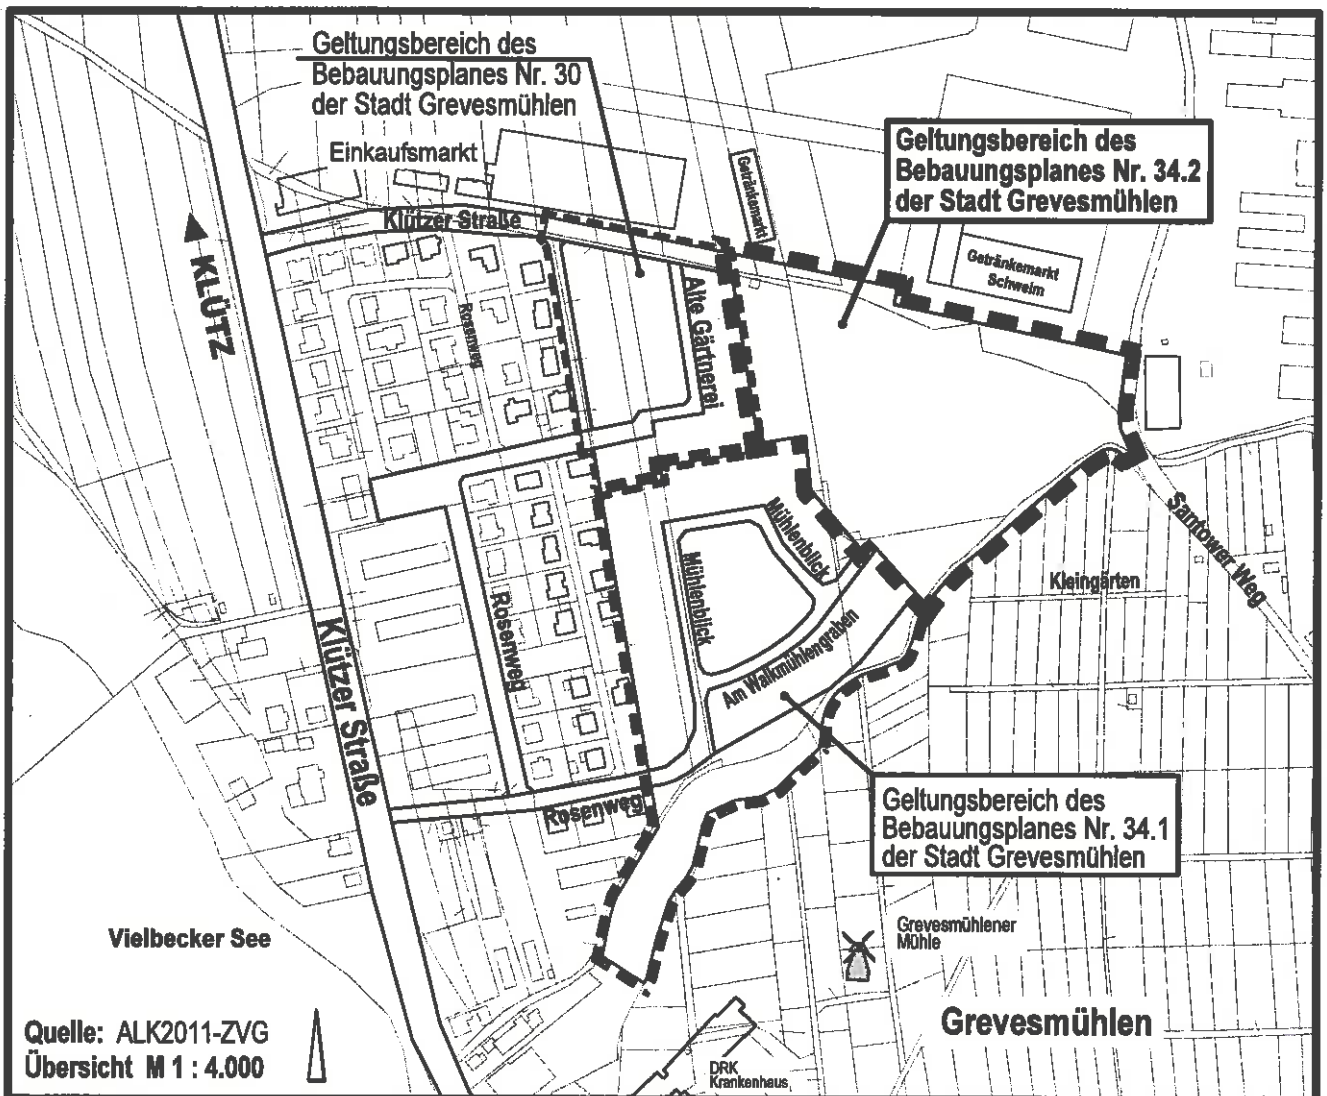 Geltungsbereich des
Bebauungsplanes Nr. 30
der Stadt Grevesmühlen
Einkaufsmarkt
Klützer Straße
Getränkemarkt
Geltungsbereich des
Bebauungsplanes Nr. 34.2
der Stadt Grevesmühlen
Getränkemarkt
Schwelm
KLÜTZ
Rosenweg
Alte Gärtnerei
Mühlenblick
Mühlenblick
Santower Weg
Kleingärten
Rosenweg
Klützer Straße
Am Walkmühlengraben
Rosenweg
Geltungsbereich des
Bebauungsplanes Nr. 34.1
der Stadt Grevesmühlen
Vielbecker See
Grevesmühlener
Mühle
Grevesmühlen
Quelle: ALK2011-ZVG
Übersicht M 1 : 4.000
DRK
Krankenhaus